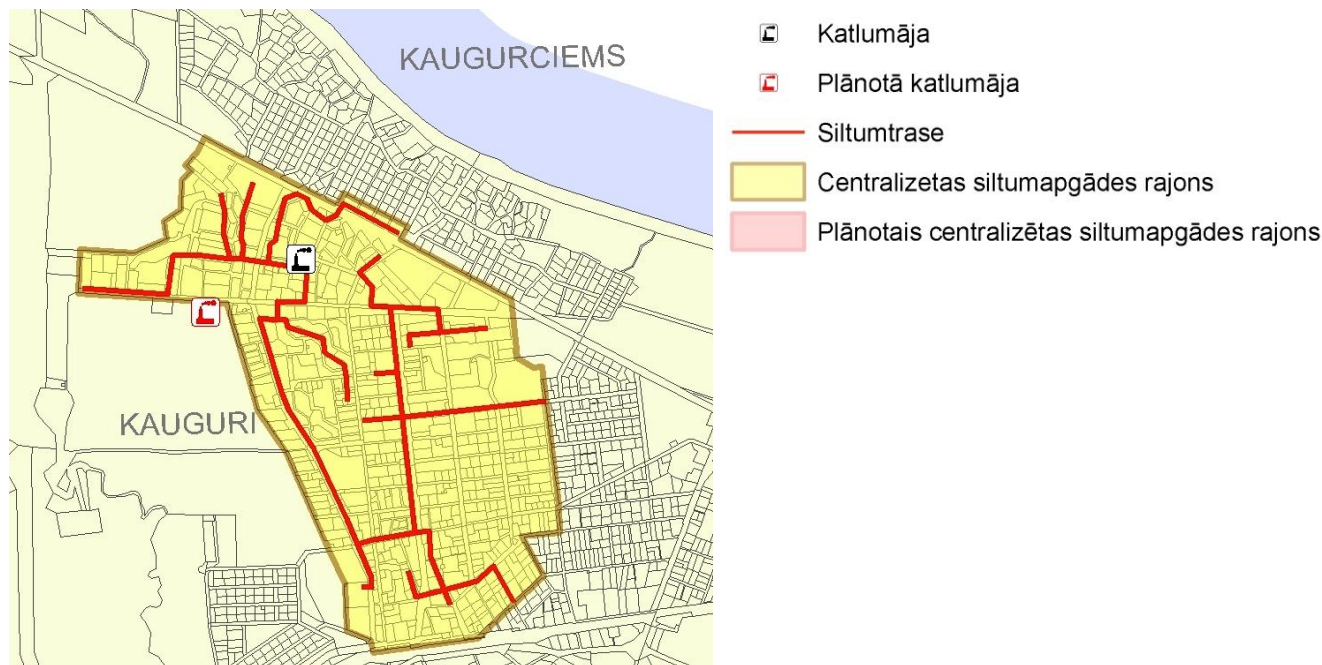 KAUGURCIEMS
KAUGURI
Katlumāja
Plānotā katlumāja
Siltumtrase
Centralizetas siltumapgādes rajons
Plānotais centralizētas siltumapgādes rajons